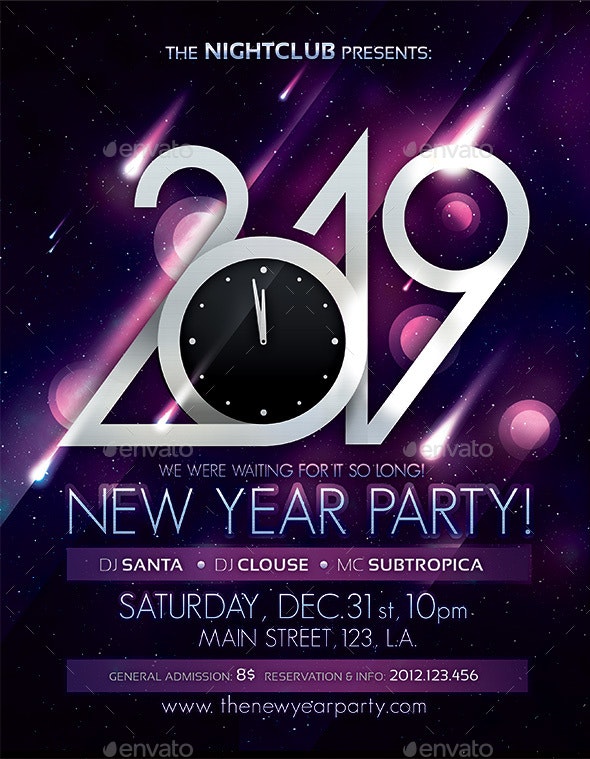 THE NIGHTCLUB PRESENTS:
envato envato
2019
envato envato
envato envato
WE WERE WAITING FOR IT SO LONG!
NEW YEAR PARTY!
DJ SANTA • DJ CLOUSE • MC SUBTROPICA
SATURDAY, DEC.31st, 10pm
MAIN STREET, 123, L.A.
GENERAL ADMISSION: 8$ RESERVATION & INFO: 2012.123.456
www. thenewyearparty.com
envato envato